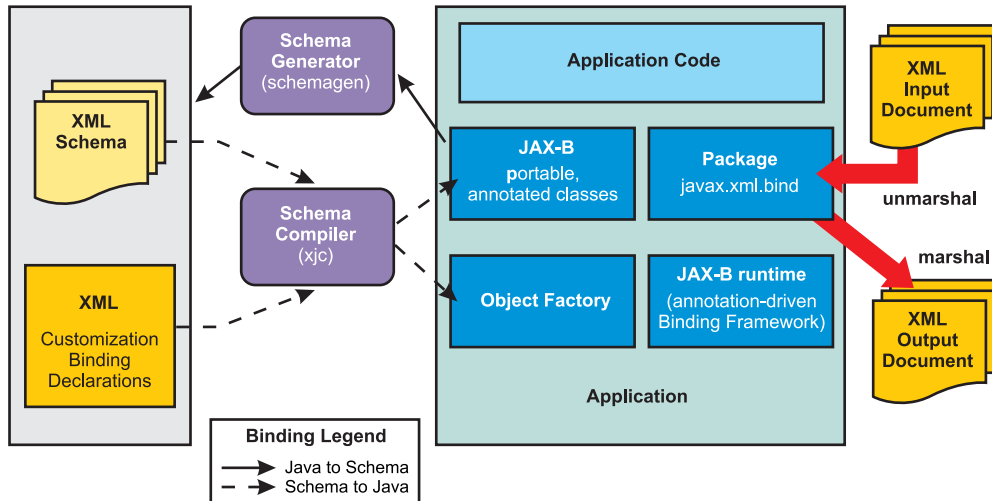 XML
Schema
XML
Customization
Binding
Declarations
Schema
Generator
(schemagen)
Schema
Compiler
(xjc)
Binding Legend
Java to Schema
Schema to Java
Application Code
JAX-B
portable,
annotated classes
Package
javax.xml.bind
Object Factory
JAX-B runtime
(annotation-driven
Binding Framework)
Application
XML
Input
Document
unmarshal
marshal
XML
Output
Document